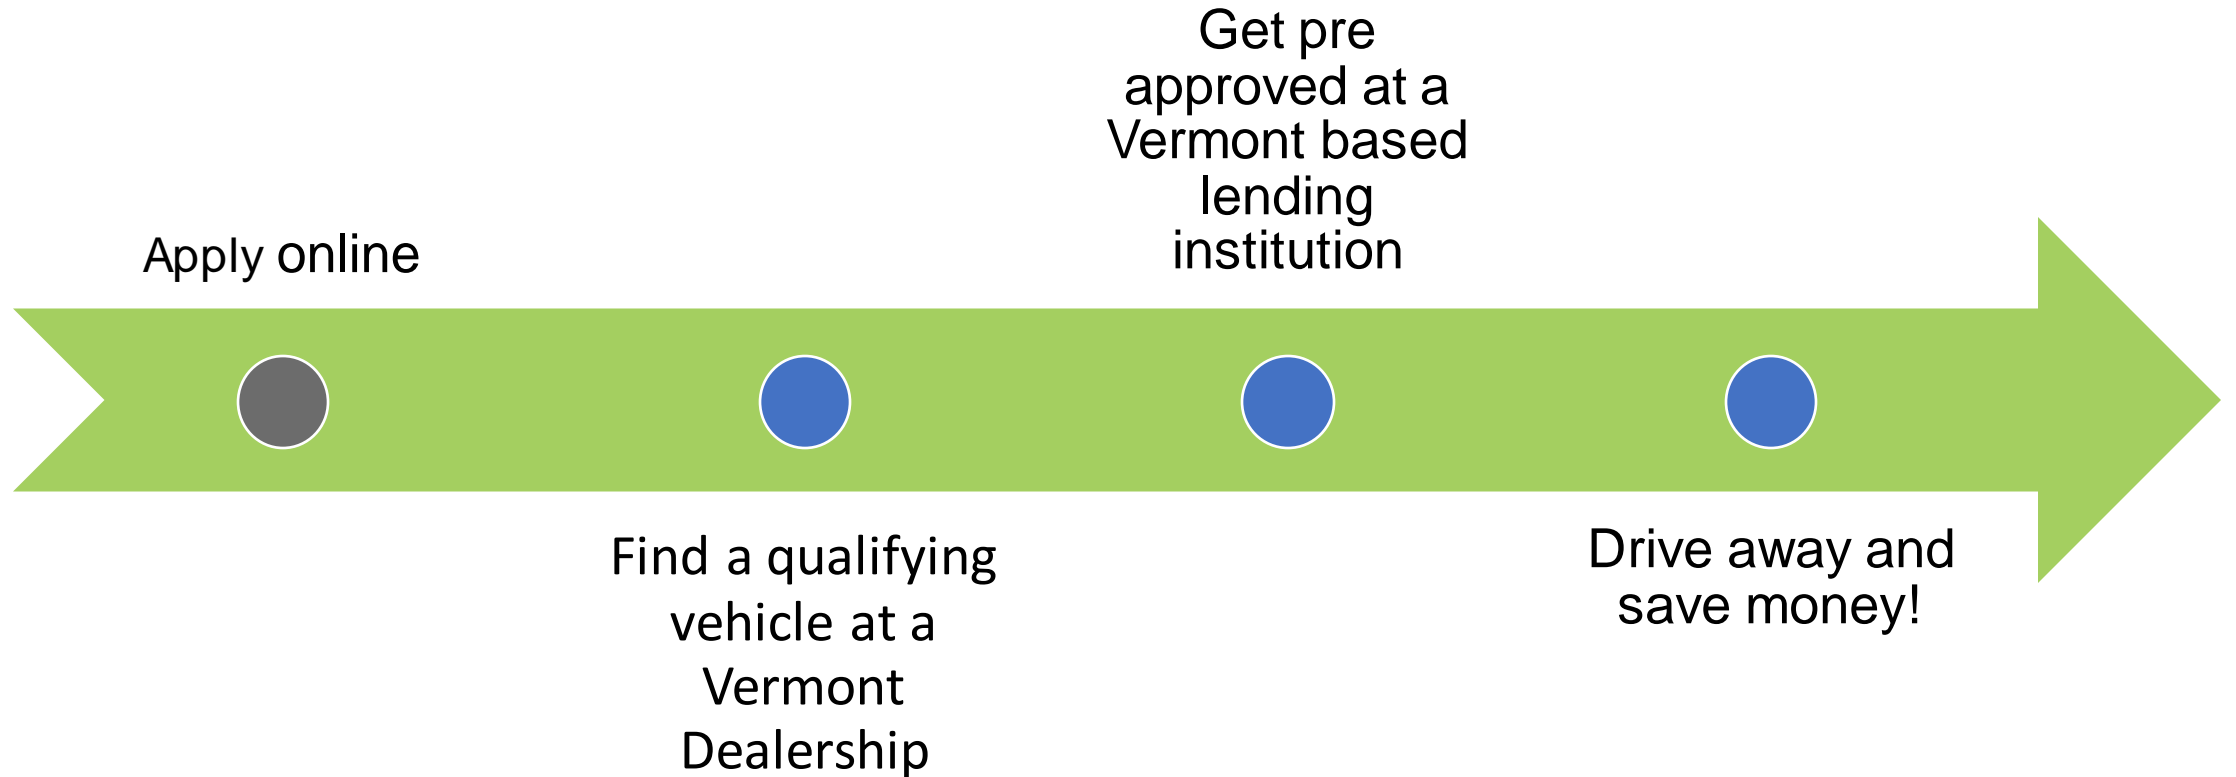 Apply online
Find a qualifying
vehicle at a
Vermont
Dealership
Get pre
approved at a
Vermont based
lending
institution
Drive away and
save money!